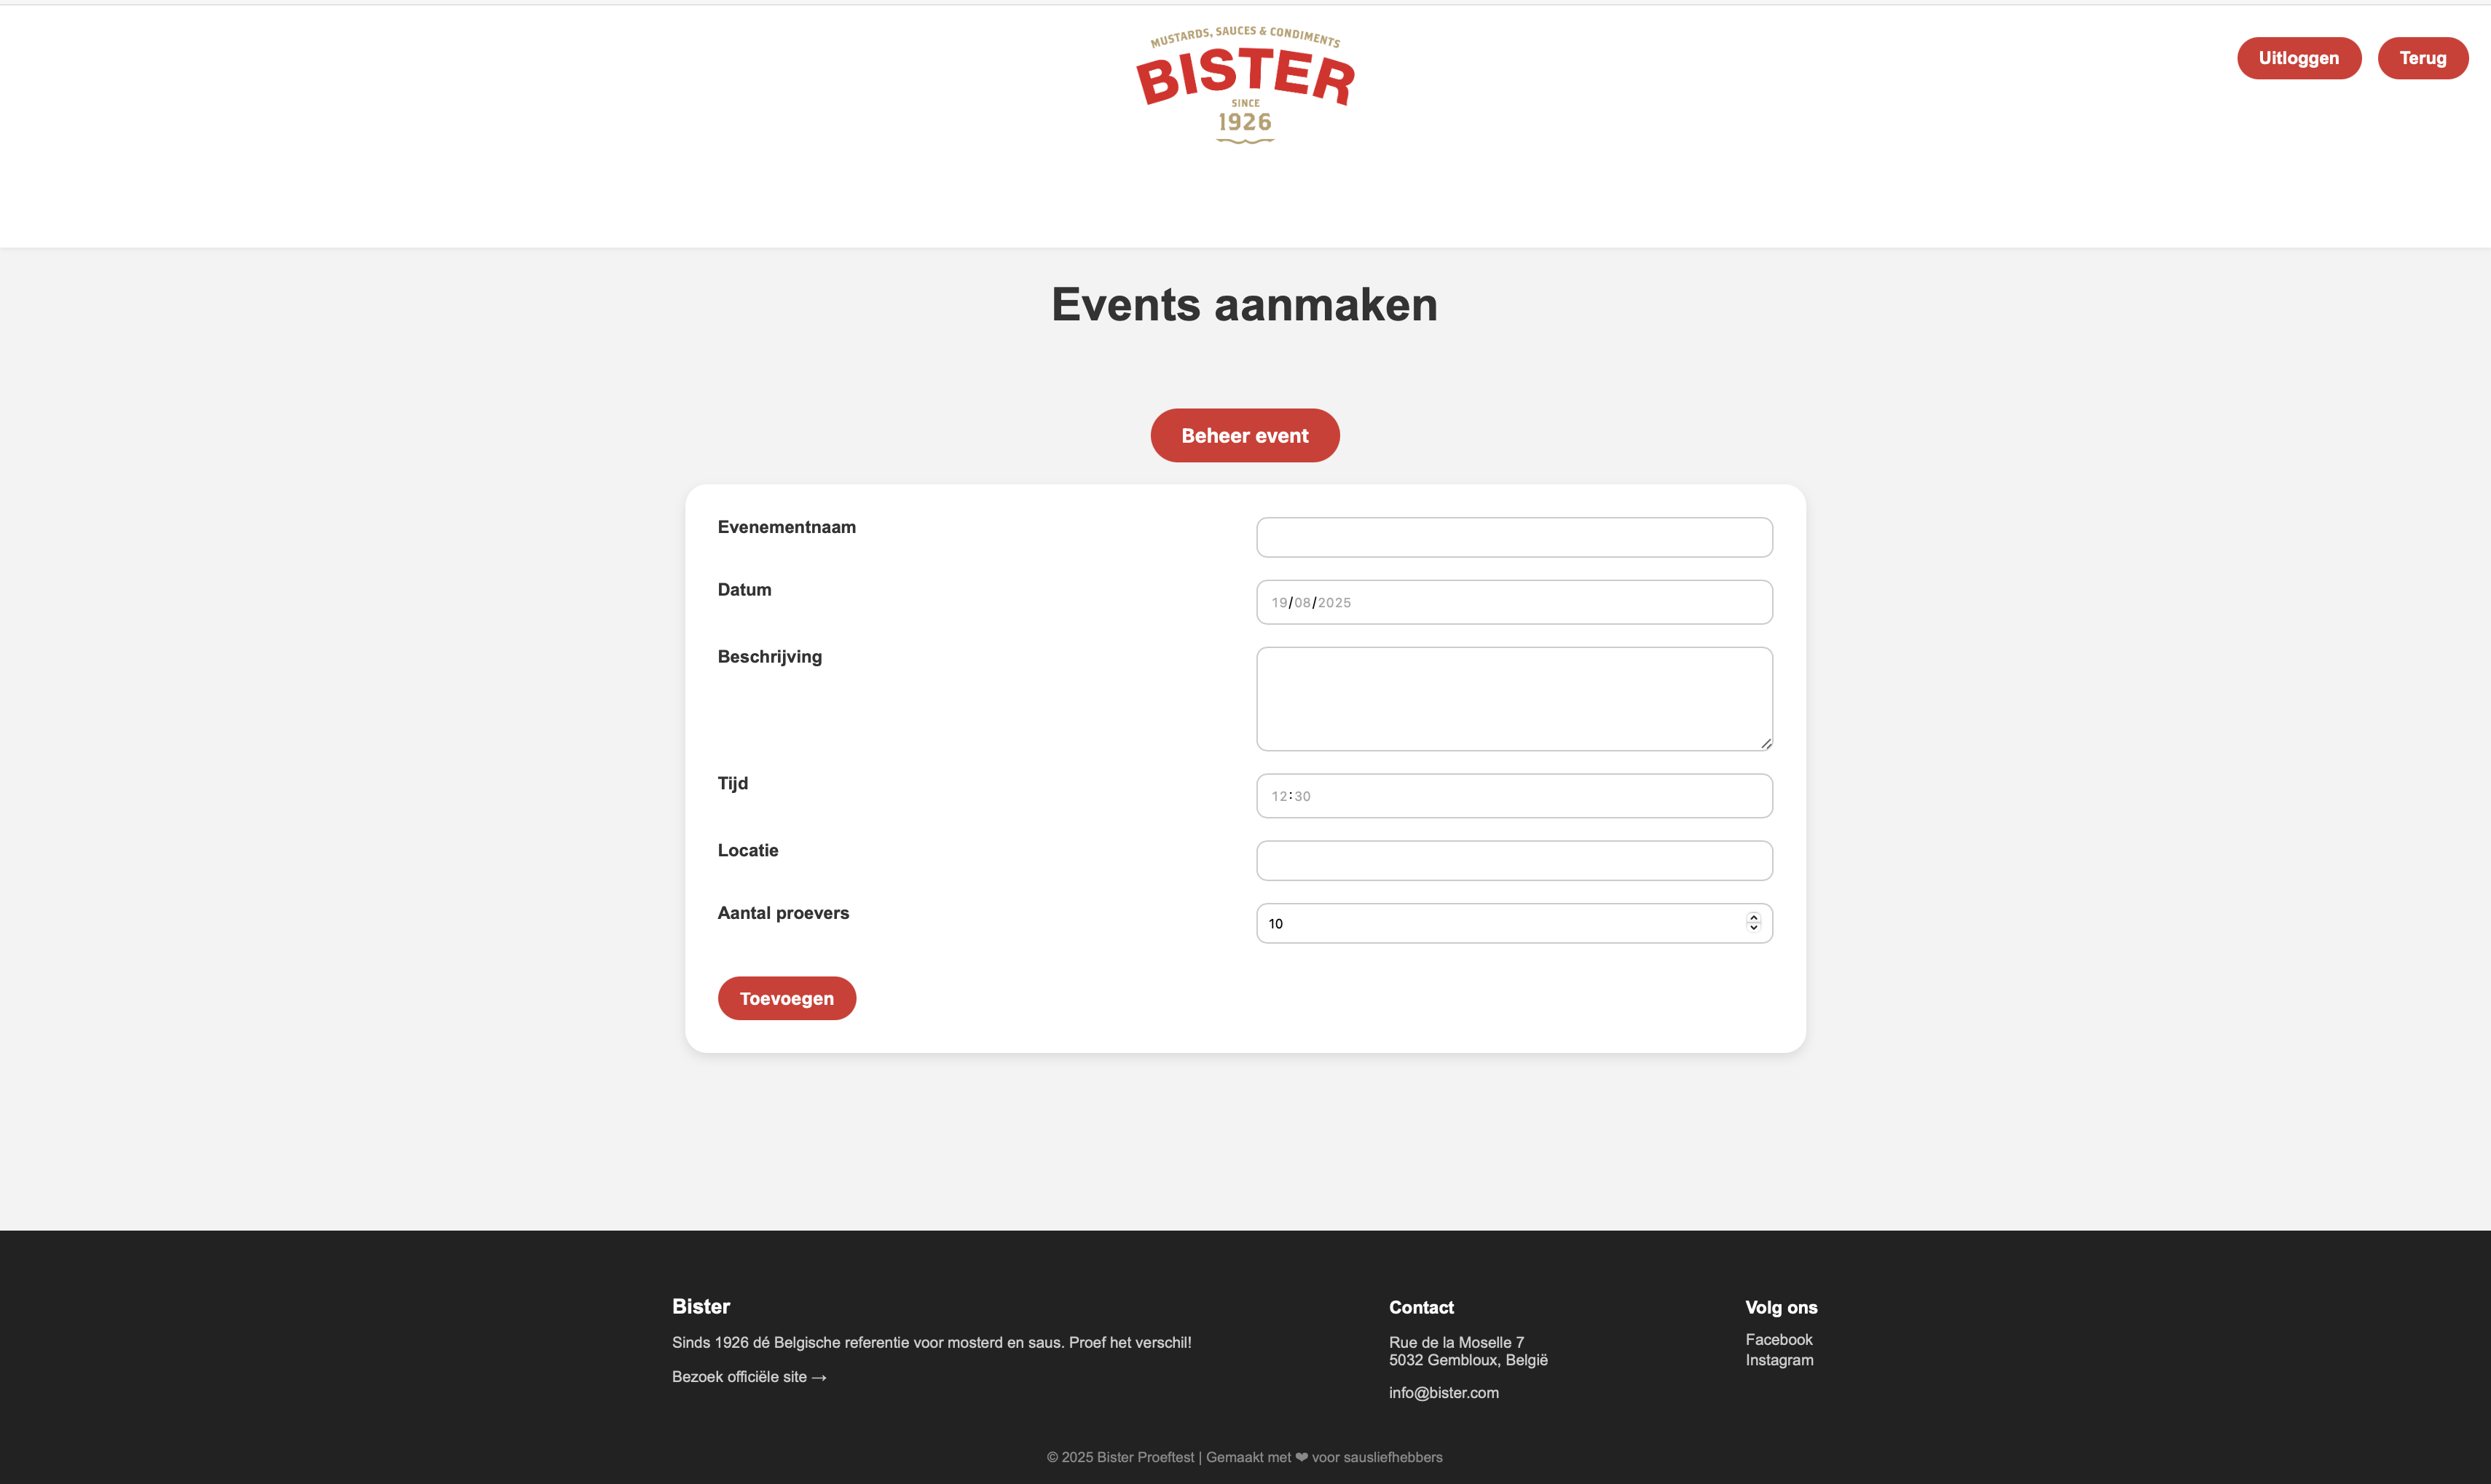 MUSTARDS, SAUCES & CONDIMENTS
BISTER
SINCE
1926
Uitloggen
Terug
Events aanmaken
Beheer event
Evenementnaam
Datum
19/08/2025
Beschrijving
Tijd
12:30
Locatie
Aantal proevers
10
Toevoegen
Bister
Sinds 1926 dé Belgische referentie voor mosterd en saus. Proef het verschil!
Bezoek officiële site →
Contact
Rue de la Moselle 7
5032 Gembloux, België
info@bister.com
Volg ons
Facebook
Instagram
© 2025 Bister Proeftest | Gemaakt met ❤ voor sausliefhebbers